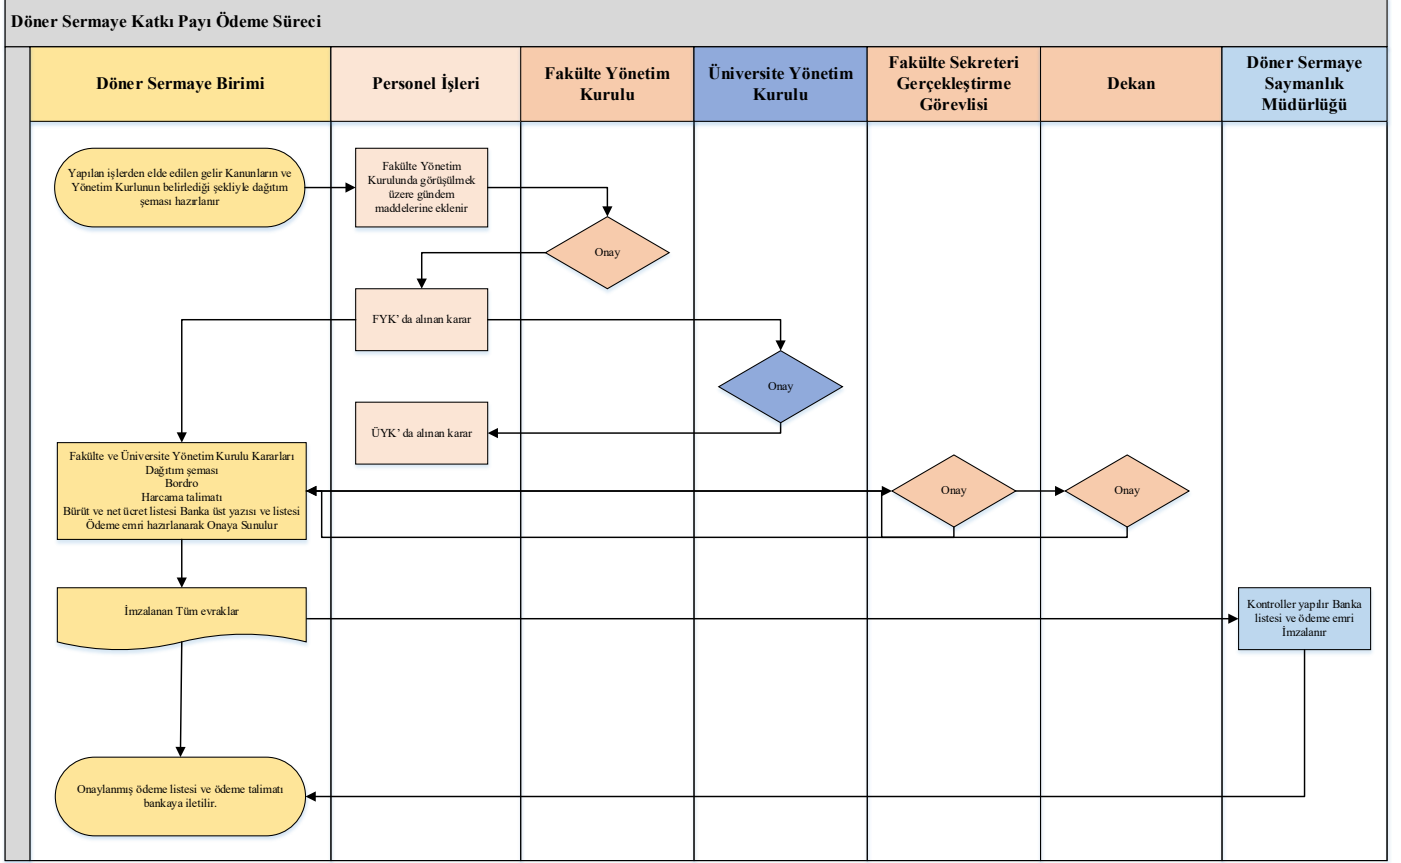 Döner Sermaye Katkı Payı Ödeme Süreci
Döner Sermaye Birimi
Personel İşleri
Fakülte Yönetim
Kurulu
Üniversite Yönetim
Kurulu
Fakülte Sekreteri
Gerçekleştirme
Görevlisi
Dekan
Döner Sermaye
Saymanlık
Müdürlüğü
Yapılan işlerden elde edilen gelir Kanunların ve
Yönetim Kurlunun belirlediği şekliyle dağıtım
şeması hazırlanır
Fakülte Yönetim
Kurulunda görüşülmek
üzere gündem
maddelerine eklenir
Onay
FYK’ da alınan karar
Onay
ÜYK’ da alınan karar
Fakülte ve Üniversite Yönetim Kurulu Kararları
Dağıtım şeması
Bordro
Harcama talimatı
Bürüt ve net ücret listesi Banka üst yazısı ve listesi
Ödeme emri hazırlanarak Onaya Sunulur
Onay
Onay
İmzalanan Tüm evraklar
Kontroller yapılır Banka
listesi ve ödeme emri
İmzalanır
Onaylanmış ödeme listesi ve ödeme talimatı
bankaya iletilir.